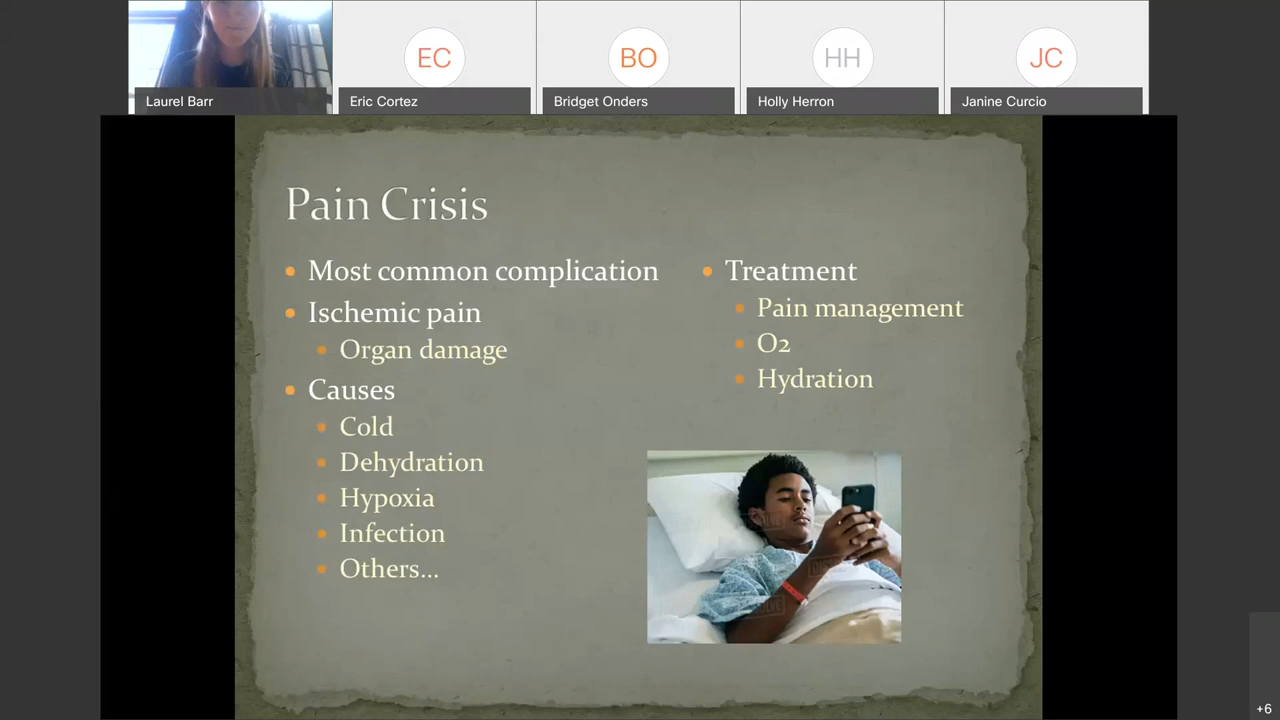 Laurel Barr
EC
Eric Cortez
BO
Bridget Onders
HH
Holly Herron
JC
Janine Curcio
Pain Crisis
Most common complication
Ischemic pain
Organ damage
Causes
Cold
Dehydration
Hypoxia
Infection
Others...
Treatment
Pain management
O2
Hydration
+6